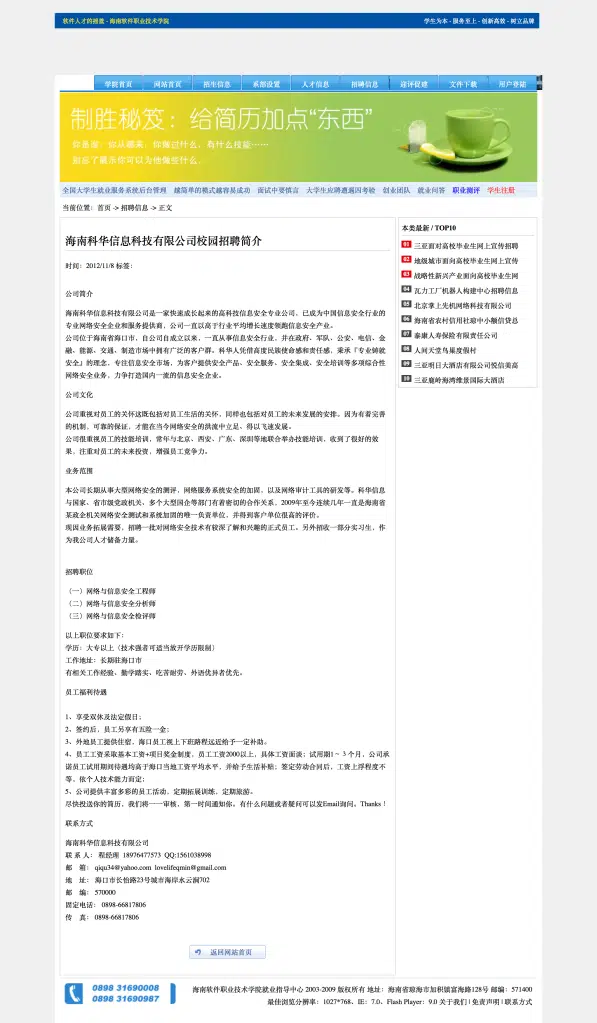 软件人才的摇篮 - 海南软件职业技术学院
学生为本 - 服务至上 - 创新高效 - 树立品牌
学院首页 网站首页 招生信息 系部设置 人才信息 招聘信息 迎评促建 文件下载 用户登陆
制胜秘笈：给简历加点“东西”
你是谁，你从哪来，你做过什么，有什么技能……
别忘了展示你可以为他做些什么。
全国大学生就业服务系统后台管理 越简单的模式越容易成功 面试中要慎言 大学生应聘遭遇四考验 创业团队 就业问答 职业测评 学生注册
当前位置：首页 -> 招聘信息 -> 正文
海南科华信息科技有限公司校园招聘简介
时间：2012/11/8 标签：
公司简介
海南科华信息科技有限公司是一家快速成长起来的高科技信息安全专业公司，已成为中国信息安全行业的
专业网络安全企业和服务提供商，公司一直以高于行业平均增长速度领跑信息安全产业。
公司位于海南省海口市，自公司自成立以来，一直从事信息安全行业，并在政府、军队、公安、电信、金
融、能源、交通、制造市场中拥有广泛的客户群。科华人凭借高度民族使命感和责任感，秉承『专业铸就
安全』的理念，专注信息安全市场，为客户提供安全产品、安全服务、安全集成、安全培训等多项综合性
网络安全业务，力争打造国内一流的信息安全企业。
公司文化
公司重视对员工的关怀这既包括对员工生活的关怀，同样也包括对员工的未来发展的安排。因为有着完善
的机制，可靠的保证，才能在当今网络安全的洪流中立足、得以飞速发展。
公司很重视员工的技能培训，常年与北京、西安、广东、深圳等地联合举办技能培训，收到了很好的效
果，注重对员工的未来投资，增强员工竞争力。
业务范围
本公司长期从事大型网络安全的测评，网络服务系统安全的加固，以及网络审计工具的研发等。科华信息
与国家、省市级党政机关、多个大型国企等部门有着密切的合作关系，2009年至今连续几年一直是海南省
某政企机关网络安全测试和系统加固的唯一负责单位，并得到客户单位很高的评价。
现因业务拓展需要，招聘一批对网络安全技术有较深了解和兴趣的正式员工。另外招收一部分实习生，作
为我公司人才储备力量。
招聘职位
（一）网络与信息安全工程师
（二）网络与信息安全分析师
（三）网络与信息安全检评师
以上职位要求如下：
学历：大专以上（技术强者可适当放开学历限制）
工作地址：长期驻海口市
有相关工作经验、勤学踏实、吃苦耐劳、外语优异者优先。
员工福利待遇
1、享受双休及法定假日；
2、签约后，员工另享有五险一金；
3、外地员工提供住宿，海口员工视上下班路程远近给予一定补助。
4、员工工资采取基本工资+项目奖金制度，员工工资2000以上，具体工资面谈；试用期1～３个月，公司承
诺员工试用期间待遇均高于海口当地工资平均水平，并给予生活补贴；签定劳动合同后，工资上浮程度不
等，依个人技术能力而定；
5、公司提供丰富多彩的员工活动，定期拓展训练、定期旅游。
尽快投送你的简历，我们将一一审核，第一时间通知你。有什么问题或者疑问可以发Email询问。Thanks！
联系方式
海南科华信息科技有限公司
联 系 人： 程经理 18976477573 QQ:1561038998
邮　箱： qiqu34@yahoo.com lovelifeqmin@gmail.com
地　址： 海口市长怡路23号城市海岸水云涧702
邮　编： 570000
固定电话： 0898-66817806
传　真： 0898-66817806
返回网站首页
本类最新 / TOP10
01 三亚面对高校毕业生网上宣传招聘
02 地级城市面向高校毕业生网上宣传
03 战略性新兴产业面向高校毕业生网
04 瓦力工厂机器人构建中心招聘信息
05 北京掌上先机网络科技有限公司
06 海南省农村信用社琼中小额信贷总
07 泰康人寿保险有限责任公司
08 人间天堂鸟巢度假村
09 三亚明日大酒店有限公司悦信美高
10 三亚鹿岭海湾维景国际大酒店
0898 31690008
0898 31690987
海南软件职业技术学院就业指导中心 2003-2009 版权所有 地址：海南省琼海市加积镇富海路128号 邮编：571400
最佳浏览分辨率：1027*768、IE：7.0、Flash Player：9.0 关于我们 | 免责声明 | 联系方式